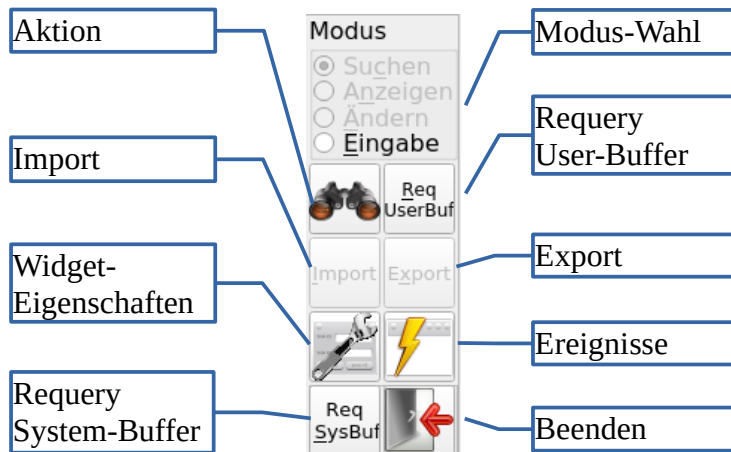 Aktion
Modus
Modus-Wahl
Suchen
Anzeigen
Ändern
Eingabe
Import
Requery
User-Buffer
Req
UserBuf
Widget-
Eigenschaften
Import
Export
Export
Ereignisse
Requery
System-Buffer
Req
SysBuf
Beenden